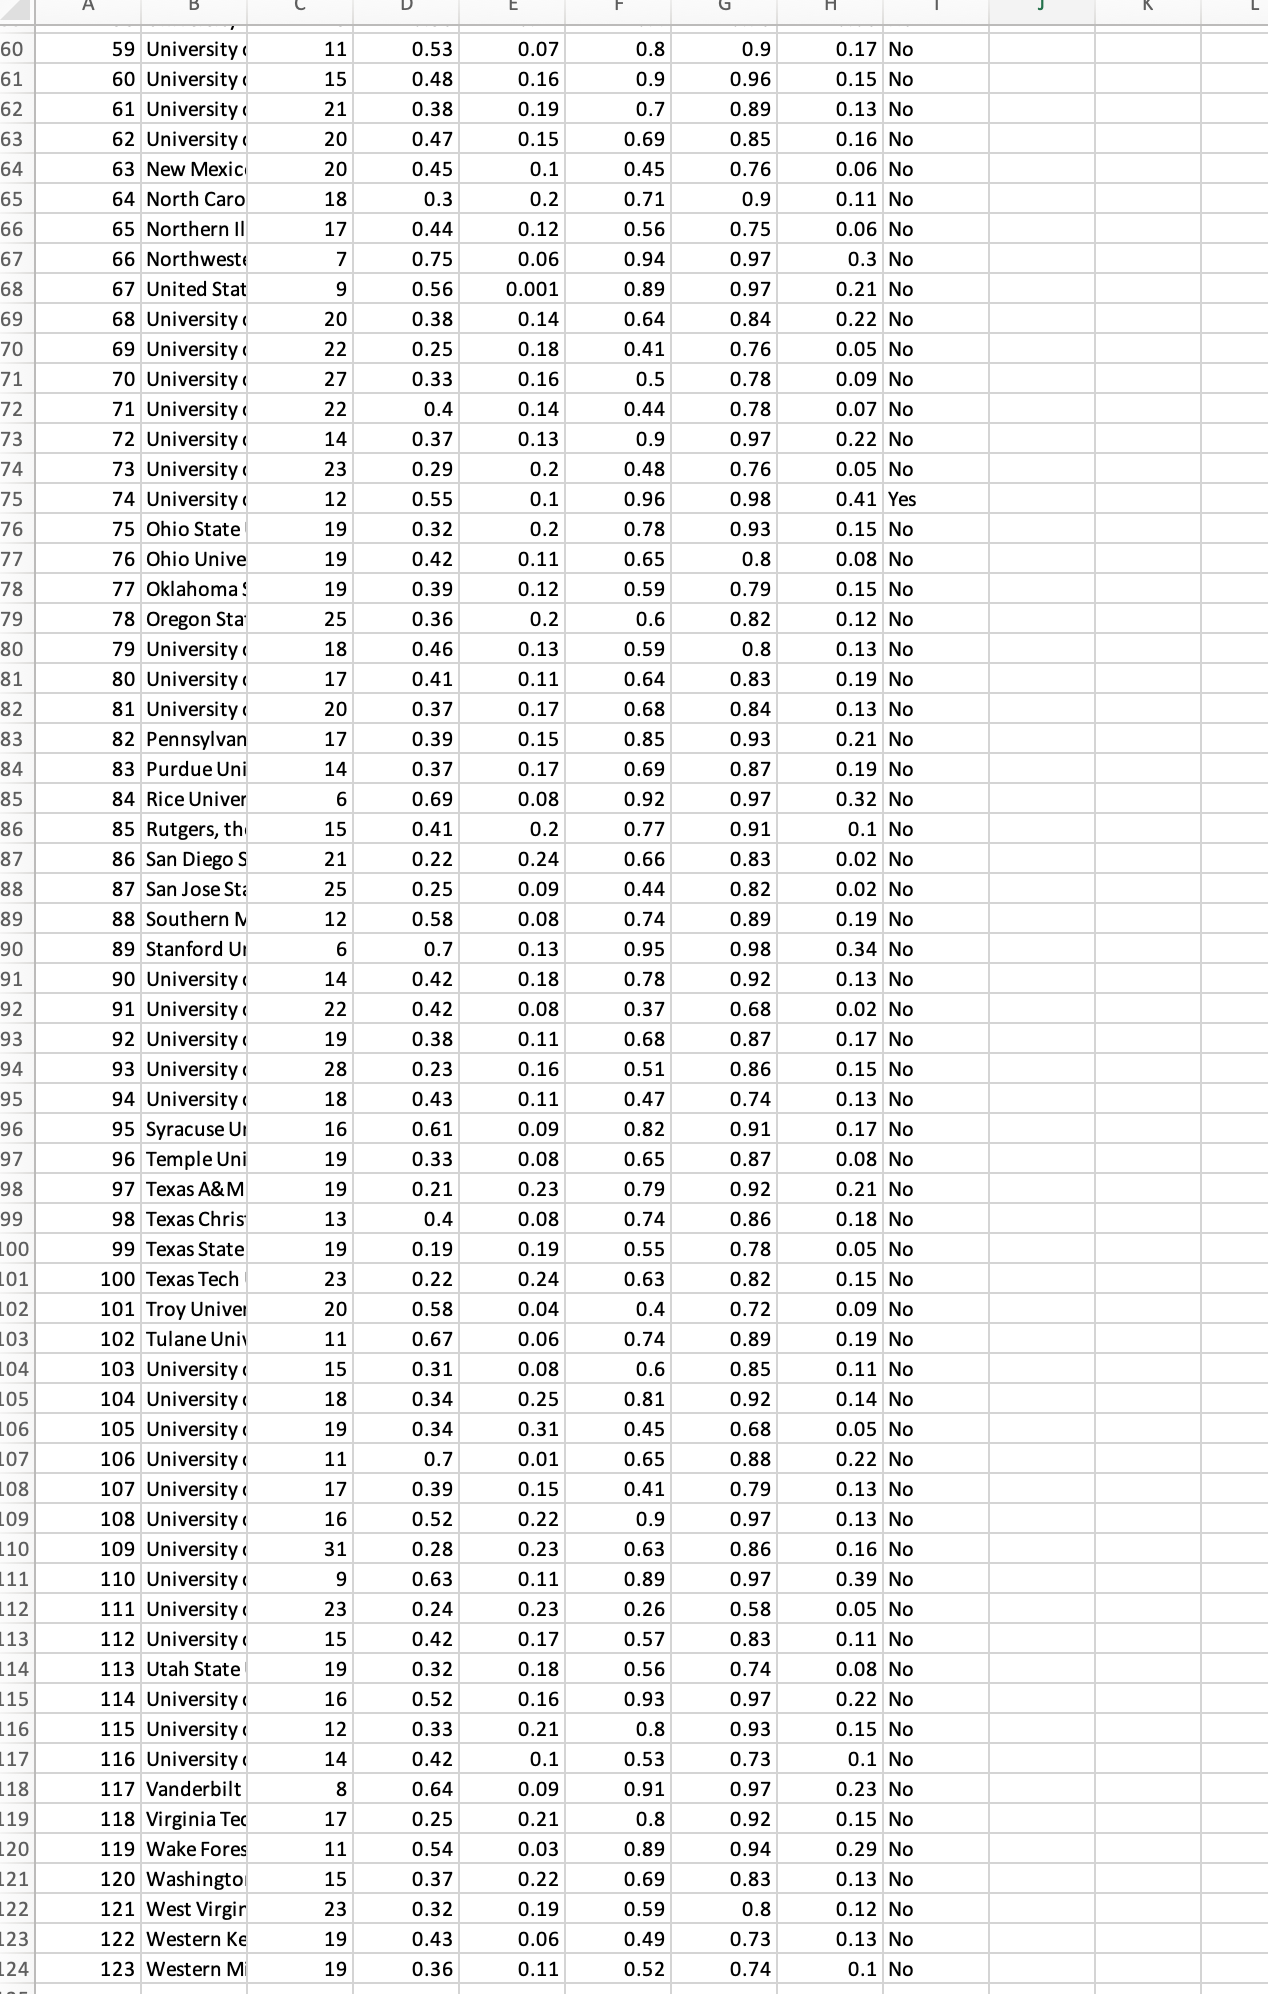 A B C D E F G H I J K L
60 59 University 11 0.53 0.07 0.8 0.9 0.17 No
61 60 University 15 0.48 0.16 0.9 0.96 0.15 No
62 61 University 21 0.38 0.19 0.7 0.89 0.13 No
63 62 University 20 0.47 0.15 0.69 0.85 0.16 No
64 63 New Mexic 20 0.45 0.1 0.45 0.76 0.06 No
65 64 North Caro 18 0.3 0.2 0.71 0.9 0.11 No
66 65 Northern Il 17 0.44 0.12 0.56 0.75 0.06 No
67 66 Northweste 7 0.75 0.06 0.94 0.97 0.3 No
68 67 United Stat 9 0.56 0.001 0.89 0.97 0.21 No
69 68 University 20 0.38 0.14 0.64 0.84 0.22 No
70 69 University 22 0.25 0.18 0.41 0.76 0.05 No
71 70 University 27 0.33 0.16 0.5 0.78 0.09 No
72 71 University 22 0.4 0.14 0.44 0.78 0.07 No
73 72 University 14 0.37 0.13 0.9 0.97 0.22 No
74 73 University 23 0.29 0.2 0.48 0.76 0.05 No
75 74 University 12 0.55 0.1 0.96 0.98 0.41 Yes
76 75 Ohio State 19 0.32 0.2 0.78 0.93 0.15 No
77 76 Ohio Unive 19 0.42 0.11 0.65 0.8 0.08 No
78 77 Oklahoma S 19 0.39 0.12 0.59 0.79 0.15 No
79 78 Oregon Sta 25 0.36 0.2 0.6 0.82 0.12 No
80 79 University 18 0.46 0.13 0.59 0.8 0.13 No
81 80 University 17 0.41 0.11 0.64 0.83 0.19 No
82 81 University 20 0.37 0.17 0.68 0.84 0.13 No
83 82 Pennsylvan 17 0.39 0.15 0.85 0.93 0.21 No
84 83 Purdue Uni 14 0.37 0.17 0.69 0.87 0.19 No
85 84 Rice Univer 6 0.69 0.08 0.92 0.97 0.32 No
86 85 Rutgers, the 15 0.41 0.2 0.77 0.91 0.1 No
87 86 San Diego S 21 0.22 0.24 0.66 0.83 0.02 No
88 87 San Jose Sta 25 0.25 0.09 0.44 0.82 0.02 No
89 88 Southern M 12 0.58 0.08 0.74 0.89 0.19 No
90 89 Stanford Un 6 0.7 0.13 0.95 0.98 0.34 No
91 90 University 14 0.42 0.18 0.78 0.92 0.13 No
92 91 University 22 0.42 0.08 0.37 0.68 0.02 No
93 92 University 19 0.38 0.11 0.68 0.87 0.17 No
94 93 University 28 0.23 0.16 0.51 0.86 0.15 No
95 94 University 18 0.43 0.11 0.47 0.74 0.13 No
96 95 Syracuse Un 16 0.61 0.09 0.82 0.91 0.17 No
97 96 Temple Uni 19 0.33 0.08 0.65 0.87 0.08 No
98 97 Texas A&M 19 0.21 0.23 0.79 0.92 0.21 No
99 98 Texas Chris 13 0.4 0.08 0.74 0.86 0.18 No
100 99 Texas State 19 0.19 0.19 0.55 0.78 0.05 No
101 100 Texas Tech 23 0.22 0.24 0.63 0.82 0.15 No
102 101 Troy Univer 20 0.58 0.04 0.4 0.72 0.09 No
103 102 Tulane Univ 11 0.67 0.06 0.74 0.89 0.19 No
104 103 University 15 0.31 0.08 0.6 0.85 0.11 No
105 104 University 18 0.34 0.25 0.81 0.92 0.14 No
106 105 University 19 0.34 0.31 0.45 0.68 0.05 No
107 106 University 11 0.7 0.01 0.65 0.88 0.22 No
108 107 University 17 0.39 0.15 0.41 0.79 0.13 No
109 108 University 16 0.52 0.22 0.9 0.97 0.13 No
110 109 University 31 0.28 0.23 0.63 0.86 0.16 No
111 110 University 9 0.63 0.11 0.89 0.97 0.39 No
112 111 University 23 0.24 0.23 0.26 0.58 0.05 No
113 112 University 15 0.42 0.17 0.57 0.83 0.11 No
114 113 Utah State 19 0.32 0.18 0.56 0.74 0.08 No
115 114 University 16 0.52 0.16 0.93 0.97 0.22 No
116 115 University 12 0.33 0.21 0.8 0.93 0.15 No
117 116 University 14 0.42 0.1 0.53 0.73 0.1 No
118 117 Vanderbilt 8 0.64 0.09 0.91 0.97 0.23 No
119 118 Virginia Tec 17 0.25 0.21 0.8 0.92 0.15 No
120 119 Wake Fores 11 0.54 0.03 0.89 0.94 0.29 No
121 120 Washington 15 0.37 0.22 0.69 0.83 0.13 No
122 121 West Virgin 23 0.32 0.19 0.59 0.8 0.12 No
123 122 Western Ke 19 0.43 0.06 0.49 0.73 0.13 No
124 123 Western Mi 19 0.36 0.11 0.52 0.74 0.1 No